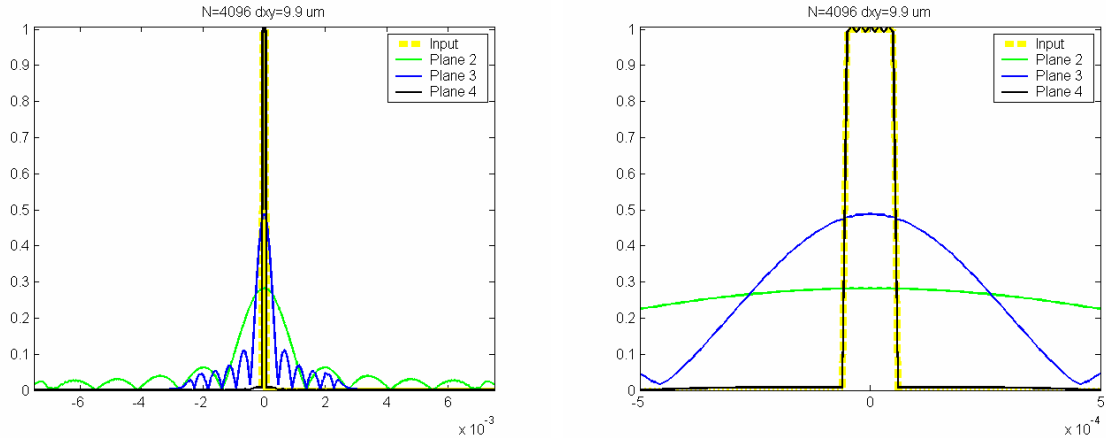 N=4096 dxy=9.9 um
1
0.9
0.8
0.7
0.6
0.5
0.4
0.3
0.2
0.1
0
Input
Plane 2
Plane 3
Plane 4
-6 -4 -2 0 2 4 6
x 10⁻³
N=4096 dxy=9.9 um
1
0.9
0.8
0.7
0.6
0.5
0.4
0.3
0.2
0.1
0
Input
Plane 2
Plane 3
Plane 4
-5 0 5
x 10⁻⁴